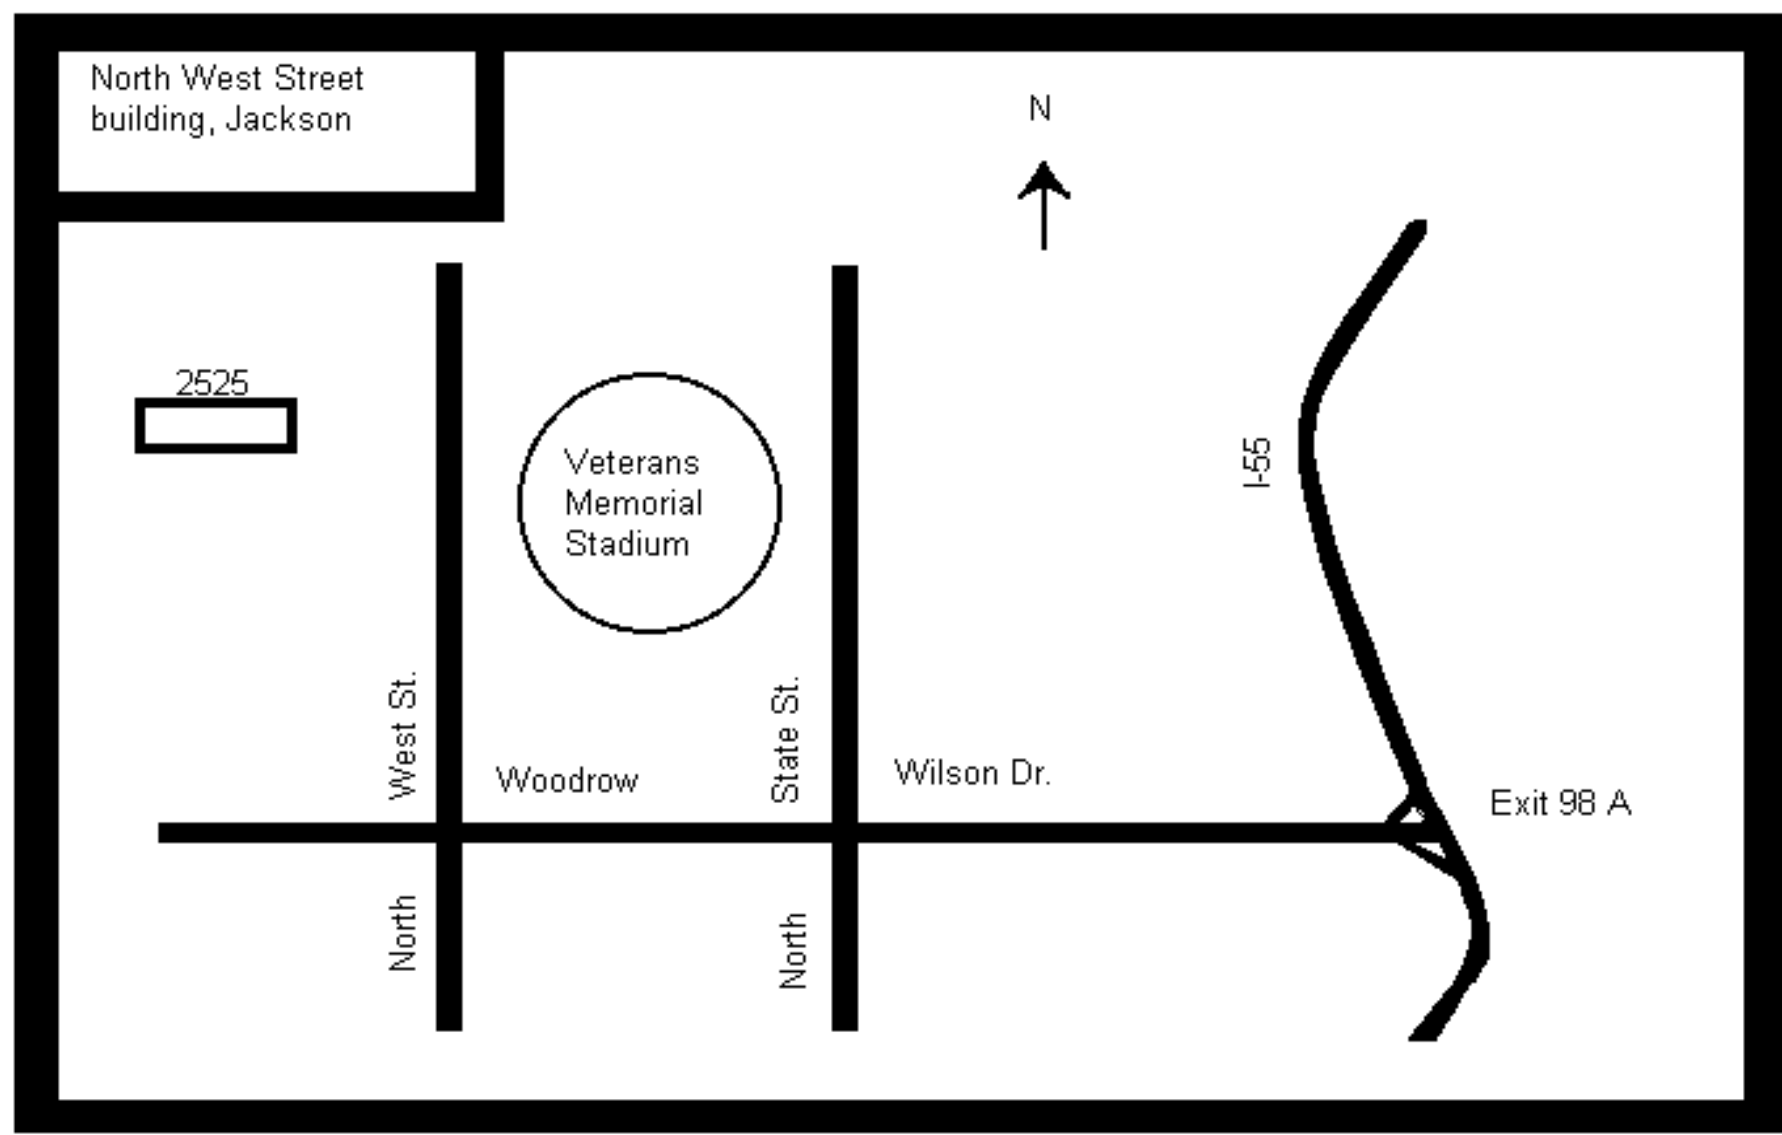 North West Street
building, Jackson
N
2525
Veterans
Memorial
Stadium
I-55
West St.
State St.
Woodrow
Wilson Dr.
Exit 98 A
North
North